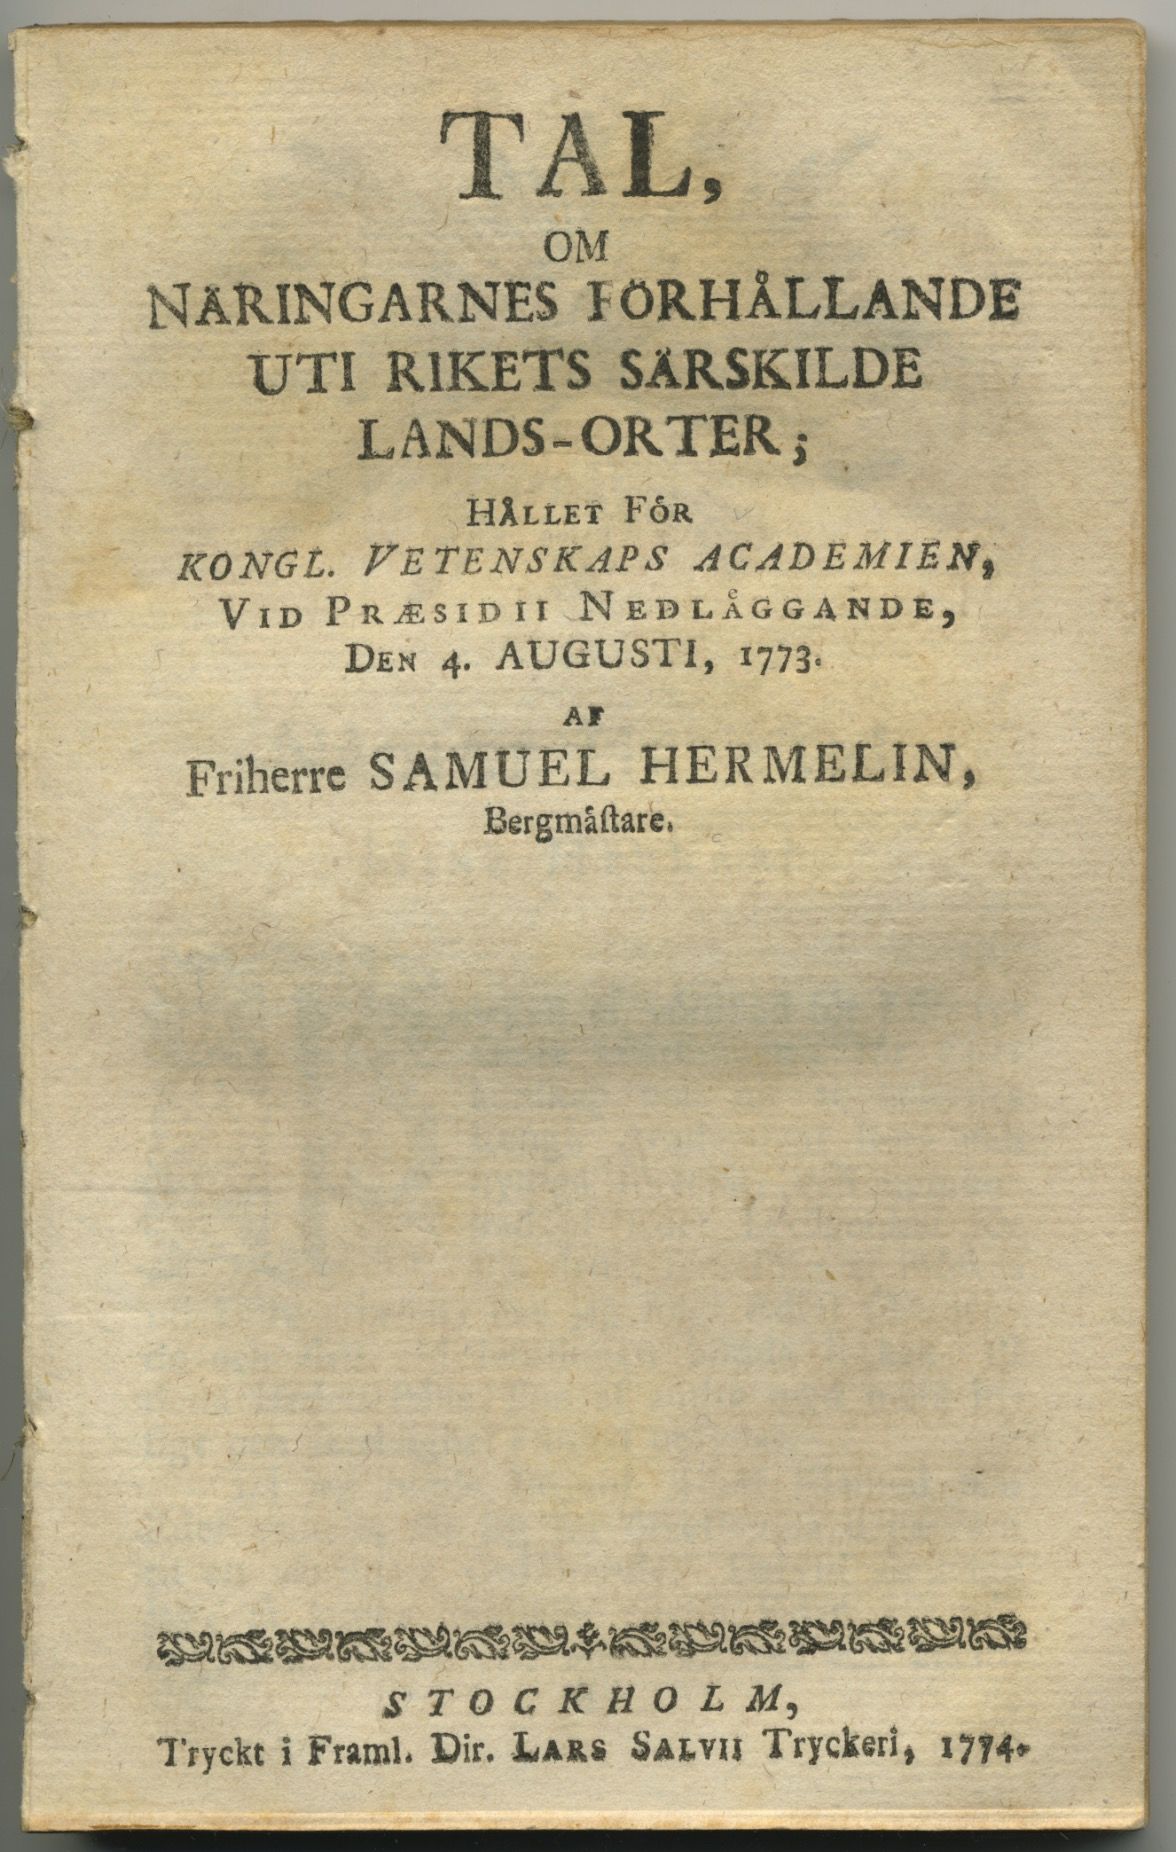 TAL,
OM
NÄRINGARNES FÖRHÅLLANDE
UTI RIKETS SÄRSKILDE
LANDS-ORTER;
HÅLLET FÖR
KONGL. VETENSKAPS ACADEMIEN,
VID PRÆSIDII NEDLÅGGANDE,
DEN 4. AUGUSTI, 1773.
AF
Friherre SAMUEL HERMELIN,
Bergmåſtare.
STOCKHOLM,
Tryckt i Framl. Dir. LARS SALVII Tryckeri, 1774.